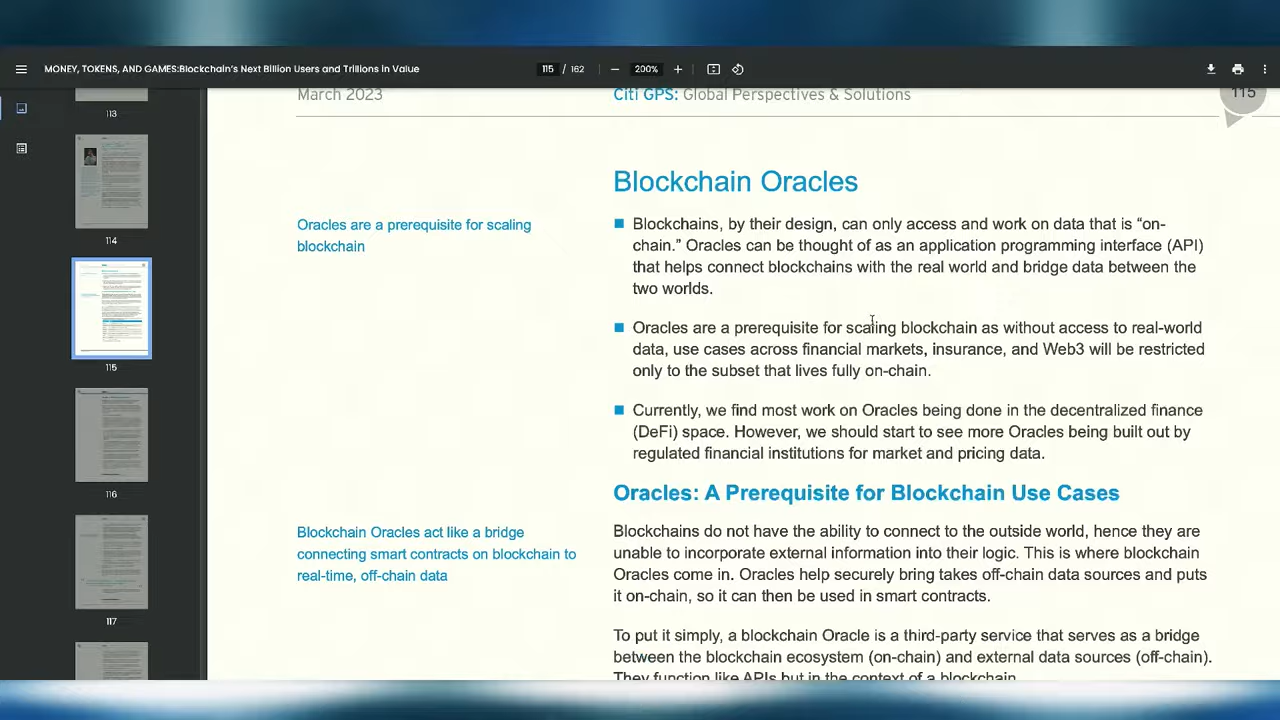 MONEY, TOKENS, AND GAMES:Blockchain's Next Billion Users and Trillions in Value
115 / 162
200%
113
114
115
116
117
March 2023
Citi GPS: Global Perspectives & Solutions
115
Blockchain Oracles
Oracles are a prerequisite for scaling
blockchain
Blockchains, by their design, can only access and work on data that is “on-
chain.” Oracles can be thought of as an application programming interface (API)
that helps connect blockchains with the real world and bridge data between the
two worlds.
Oracles are a prerequisite for scaling blockchain as without access to real-world
data, use cases across financial markets, insurance, and Web3 will be restricted
only to the subset that lives fully on-chain.
Currently, we find most work on Oracles being done in the decentralized finance
(DeFi) space. However, we should start to see more Oracles being built out by
regulated financial institutions for market and pricing data.
Oracles: A Prerequisite for Blockchain Use Cases
Blockchain Oracles act like a bridge
connecting smart contracts on blockchain to
real-time, off-chain data
Blockchains do not have the ability to connect to the outside world, hence they are
unable to incorporate external information into their logic. This is where blockchain
Oracles come in. Oracles help securely bring takes off-chain data sources and puts
it on-chain, so it can then be used in smart contracts.
To put it simply, a blockchain Oracle is a third-party service that serves as a bridge
between the blockchain ecosystem (on-chain) and external data sources (off-chain).
They function like APIs but in the context of a blockchain.